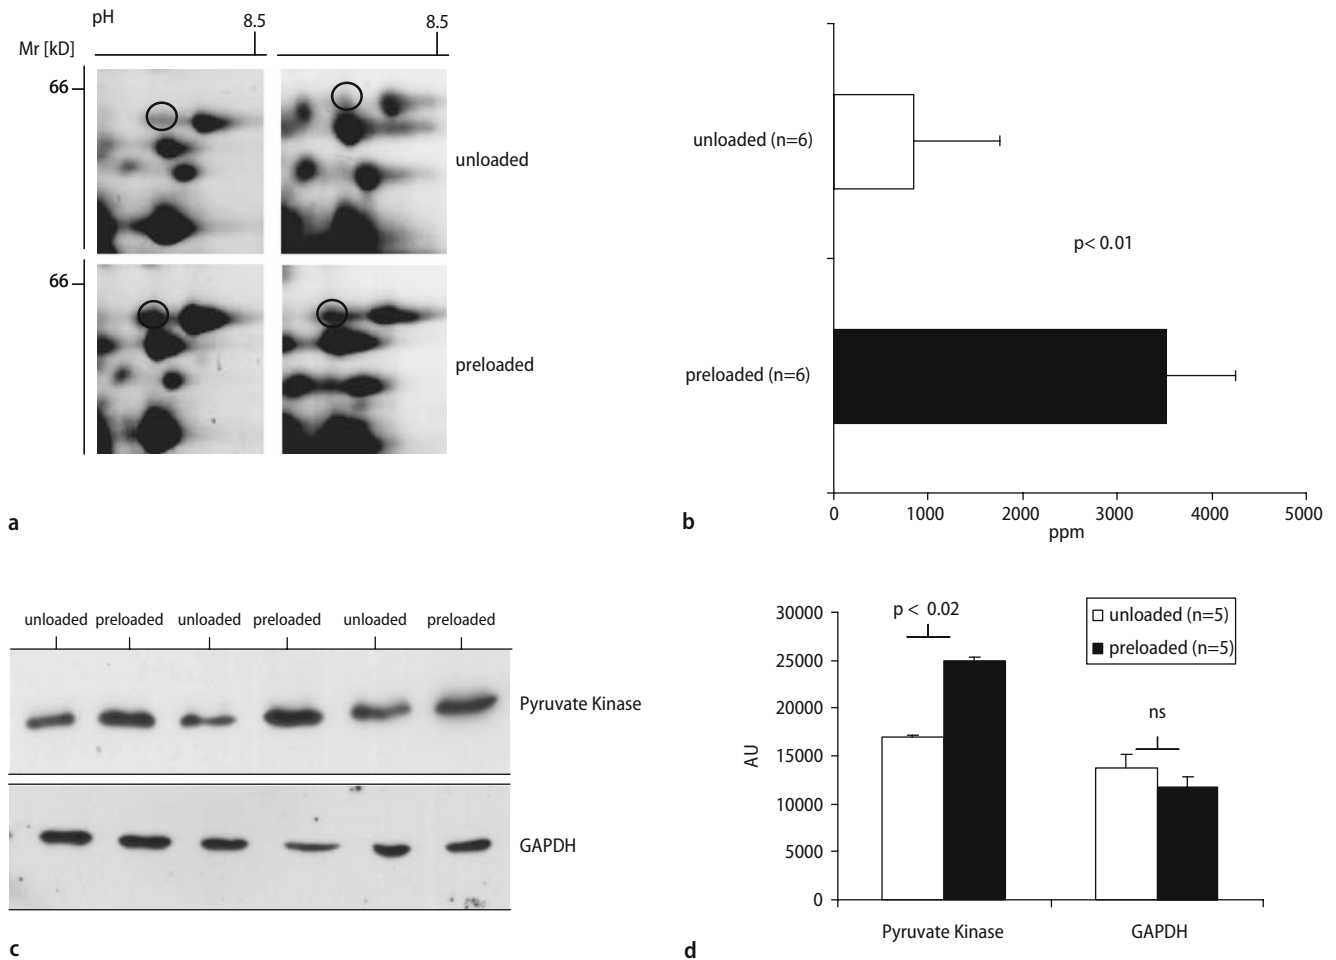 pH
8.5
8.5
Mr [kD]
66
unloaded
66
preloaded
a
unloaded (n=6)
p< 0.01
preloaded (n=6)
0 1000 2000 3000 4000 5000
ppm
b
unloaded preloaded unloaded preloaded unloaded preloaded
Pyruvate Kinase
GAPDH
c
30000
25000
20000
15000
10000
5000
0
AU
p < 0.02
unloaded (n=5)
preloaded (n=5)
ns
Pyruvate Kinase
GAPDH
d